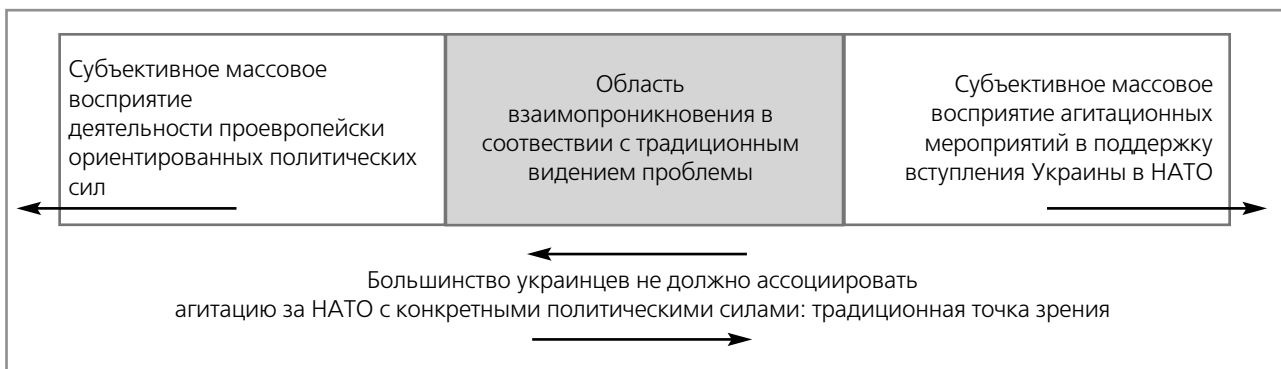 Субъективное массовое
восприятие
деятельности проевропейски
ориентированных политических
сил
Область
взаимопроникновения в
соотвествии с традиционным
видением проблемы
Субъективное массовое
восприятие агитационных
мероприятий в поддержку
вступления Украины в НАТО
Большинство украинцев не должно ассоциировать
агитацию за НАТО с конкретными политическими силами: традиционная точка зрения